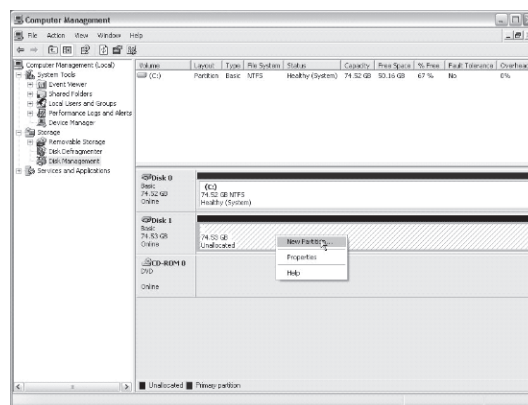 Computer Management
File Action View Window Help
Computer Management (Local)
System Tools
Event Viewer
Shared Folders
Local Users and Groups
Performance Logs and Alerts
Device Manager
Storage
Removable Storage
Disk Defragmenter
Disk Management
Services and Applications
Volume Layout Type File System Status Capacity Free Space % Free Fault Tolerance Overhead
(C:) Partition Basic NTFS Healthy (System) 74.52 GB 50.16 GB 67 % No 0%
Disk 0
Basic
74.52 GB
Online
(C:)
74.52 GB NTFS
Healthy (System)
Disk 1
Basic
74.53 GB
Online
74.53 GB
Unallocated
New Partition...
Properties
Help
CD-ROM 0
DVD
Online
Unallocated Primary partition